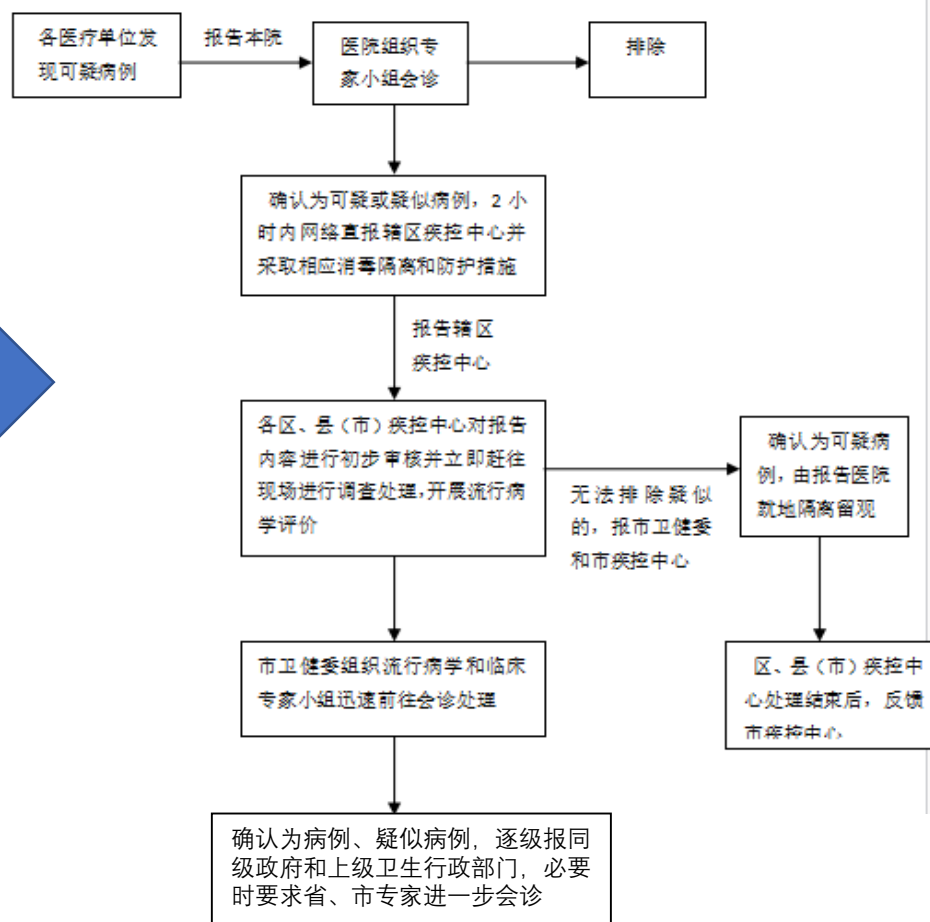 各医疗单位发
现可疑病例
报告本院
医院组织专
家小组会诊
排除
确认为可疑或疑似病例，2 小
时内网络直报辖区疾控中心并
采取相应消毒隔离和防护措施
报告辖区
疾控中心
各区、县（市）疾控中心对报告
内容进行初步审核并立即赶往
现场进行调查处理，开展流行病
学评价
无法排除疑似
的，报市卫健委
和市疾控中心
确认为可疑病
例，由报告医院
就地隔离留观
市卫健委组织流行病学和临床
专家小组迅速前往会诊处理
区、县（市）疾控中
心处理结束后，反馈
市疾控中心
确认为病例、疑似病例，逐级报同
级政府和上级卫生行政部门，必要
时要求省、市专家进一步会诊